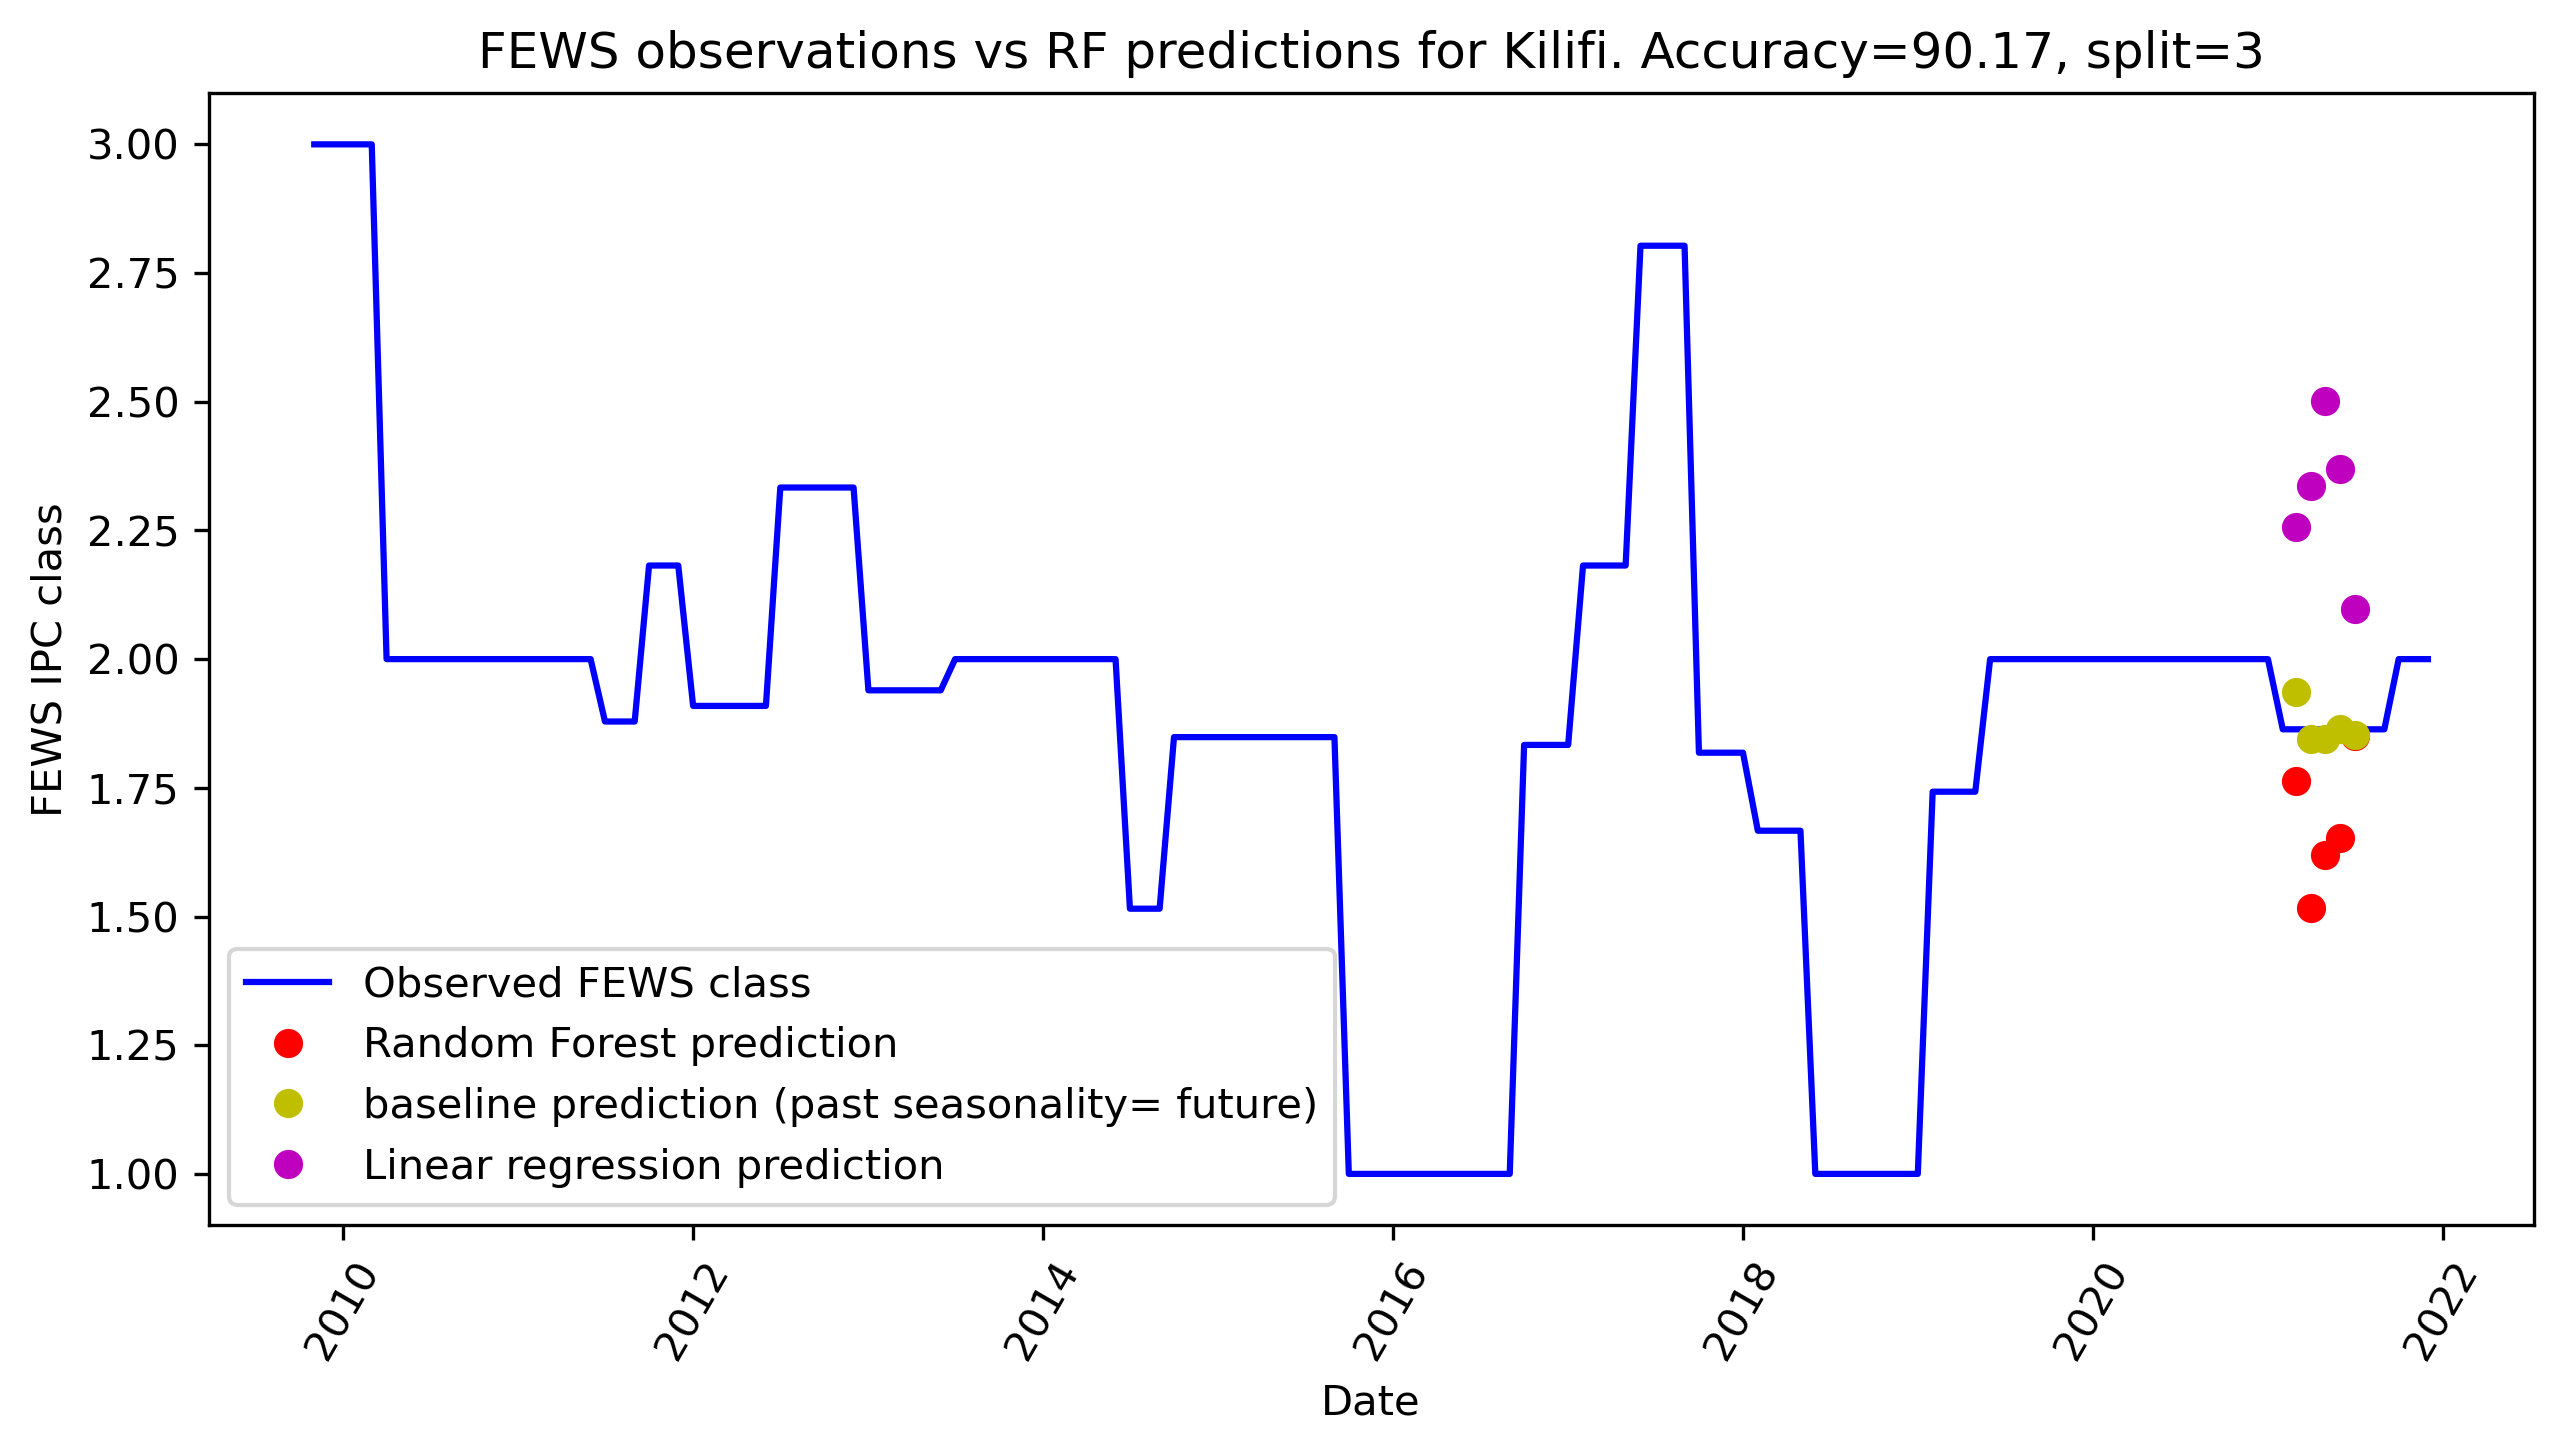 FEWS observations vs RF predictions for Kilifi. Accuracy=90.17, split=3
FEWS IPC class
3.00
2.75
2.50
2.25
2.00
1.75
1.50
1.25
1.00
Observed FEWS class
Random Forest prediction
baseline prediction (past seasonality= future)
Linear regression prediction
2010
2012
2014
2016
2018
2020
2022
Date